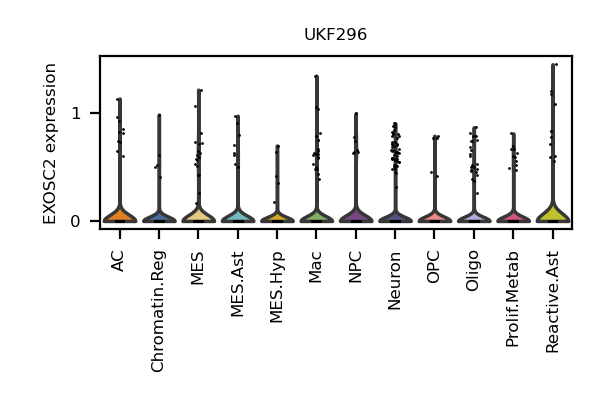 UKF296
EXOSC2 expression
1
0
AC
Chromatin.Reg
MES
MES.Ast
MES.Hyp
Mac
NPC
Neuron
OPC
Oligo
Prolif.Metab
Reactive.Ast